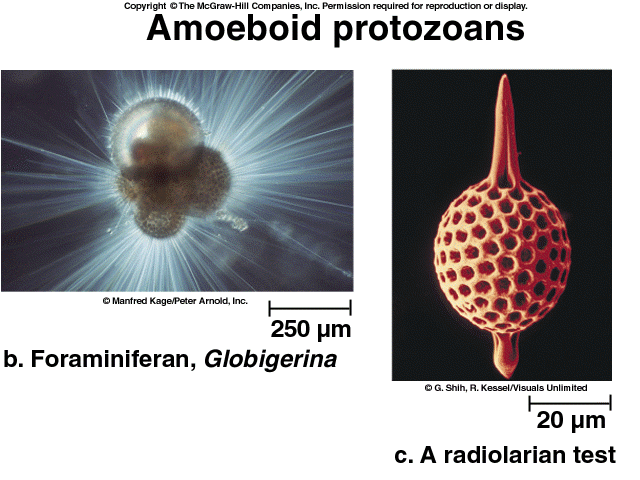 Copyright © The McGraw-Hill Companies, Inc. Permission required for reproduction or display.
Amoeboid protozoans
© Manfred Kage/Peter Arnold, Inc.
250 µm
b. Foraminiferan, Globigerina
© G. Shih, R. Kessel/Visuals Unlimited
20 µm
c. A radiolarian test